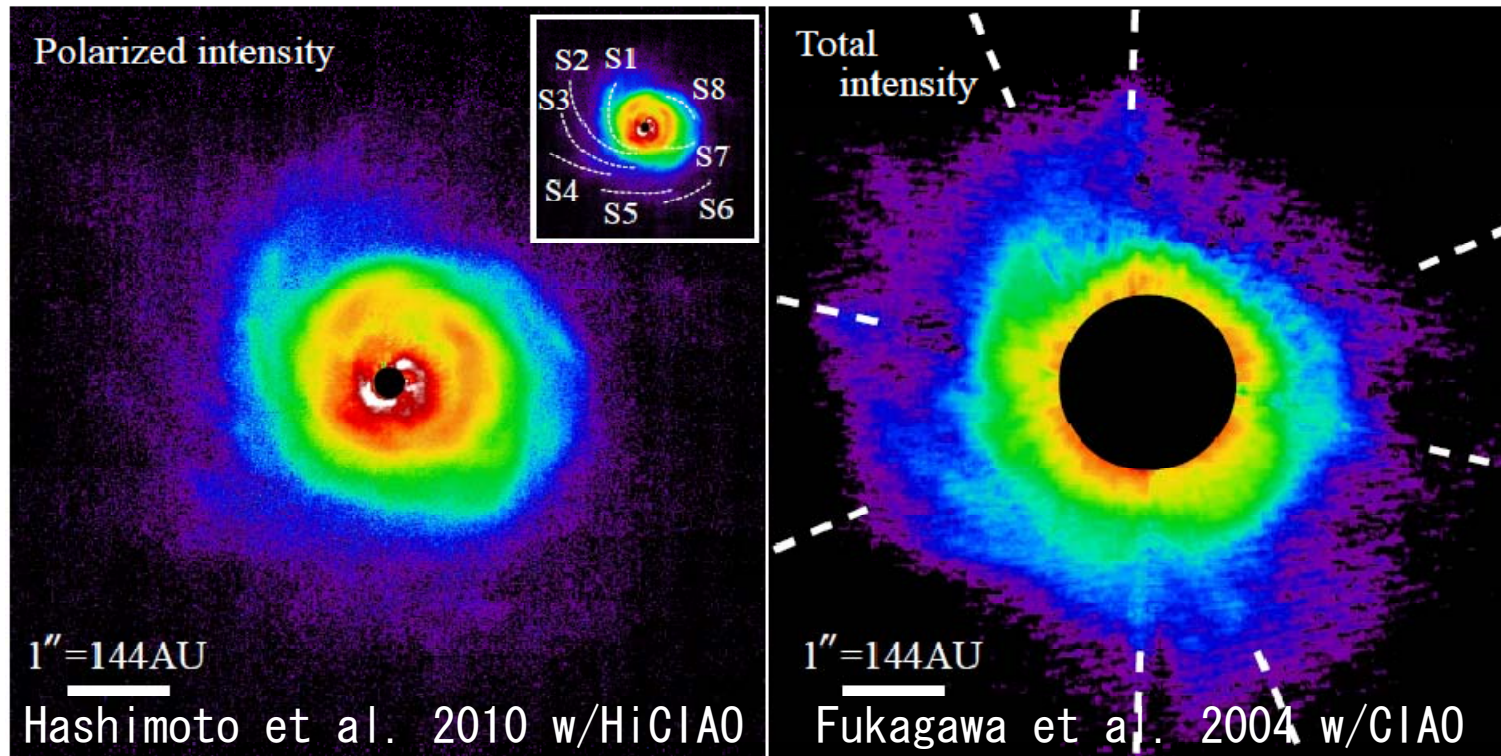 Polarized intensity
S1
S2
S3
S4
S5
S6
S7
S8
1″=144AU
Hashimoto et al. 2010 w/HiCIAO
Total
intensity
1″=144AU
Fukagawa et al. 2004 w/CIAO